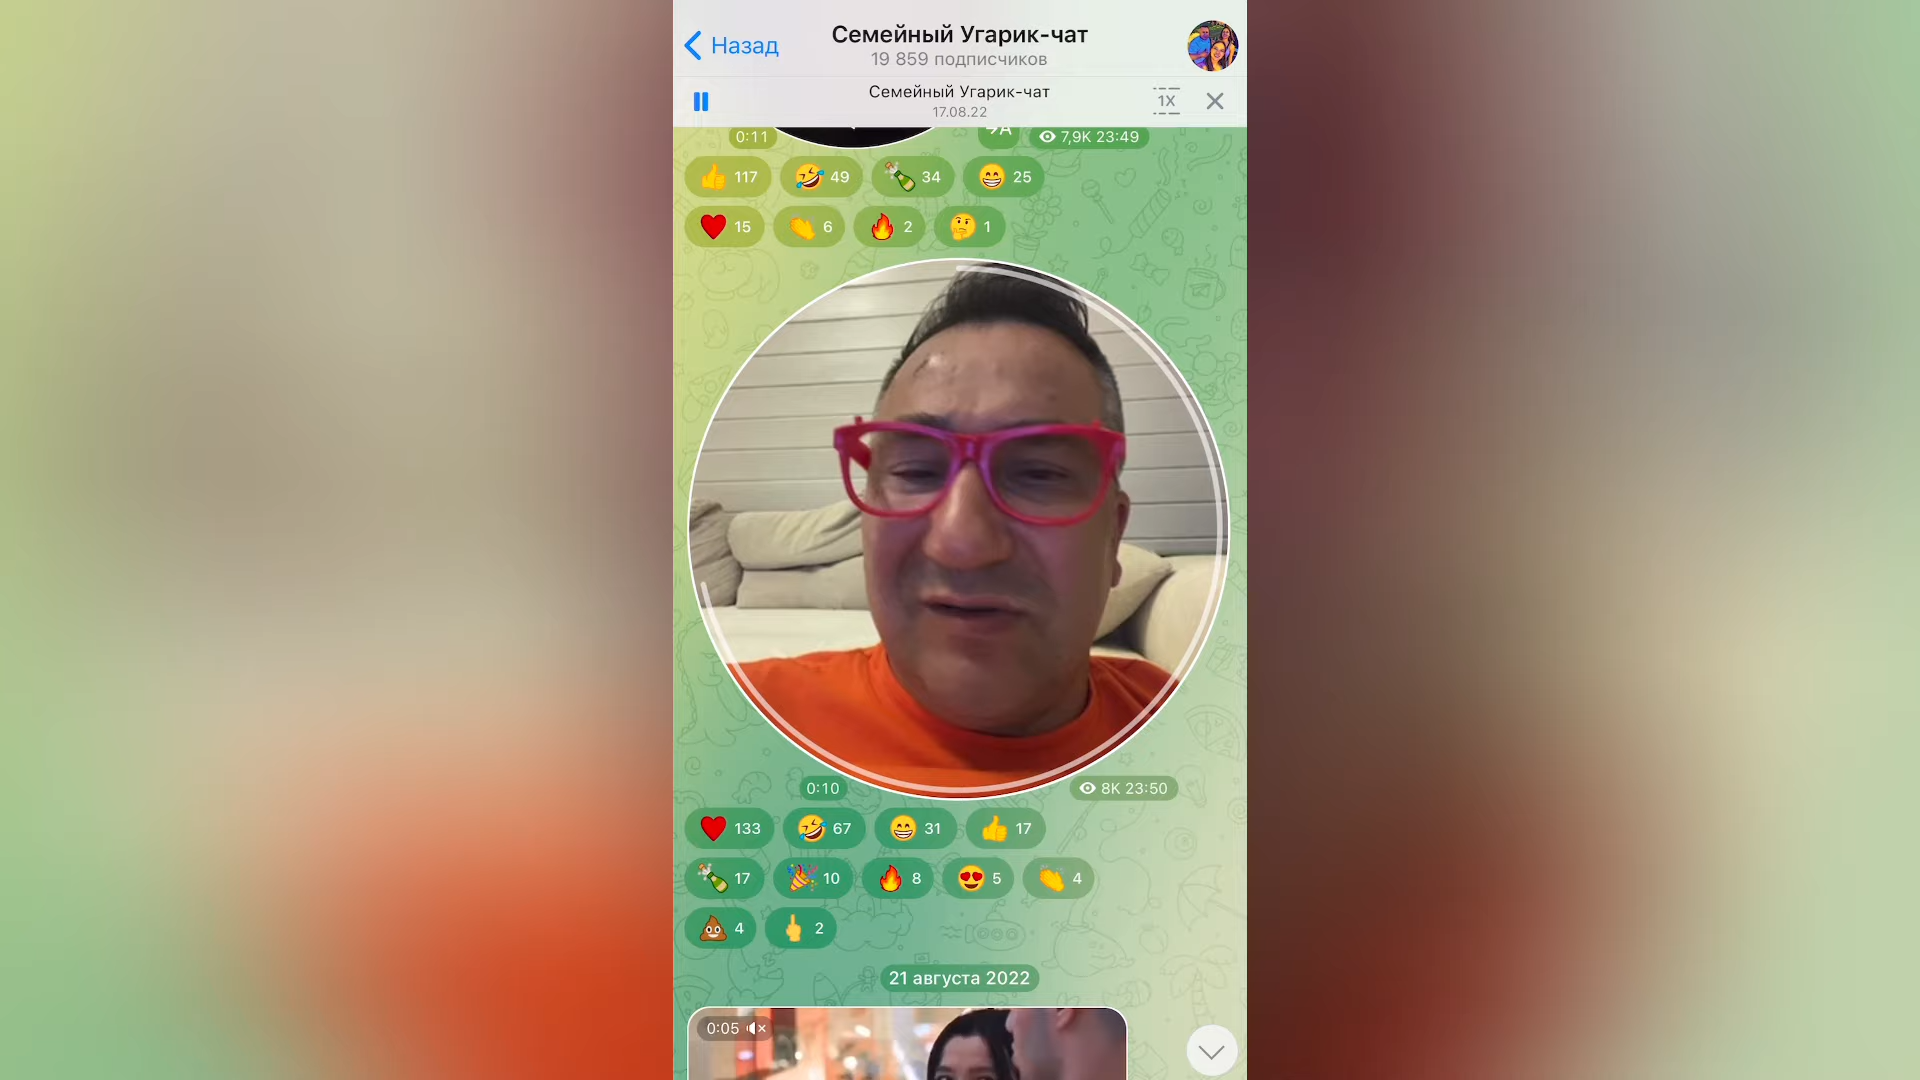 Назад
Семейный Угарик-чат
19 859 подписчиков
Семейный Угарик-чат
17.08.22
1X
0:11
→A
7,9K 23:49
117 49 34 25
15 6 2 1
0:10
8K 23:50
133 67 31 17
17 10 8 5 4
4 2
21 августа 2022
0:05